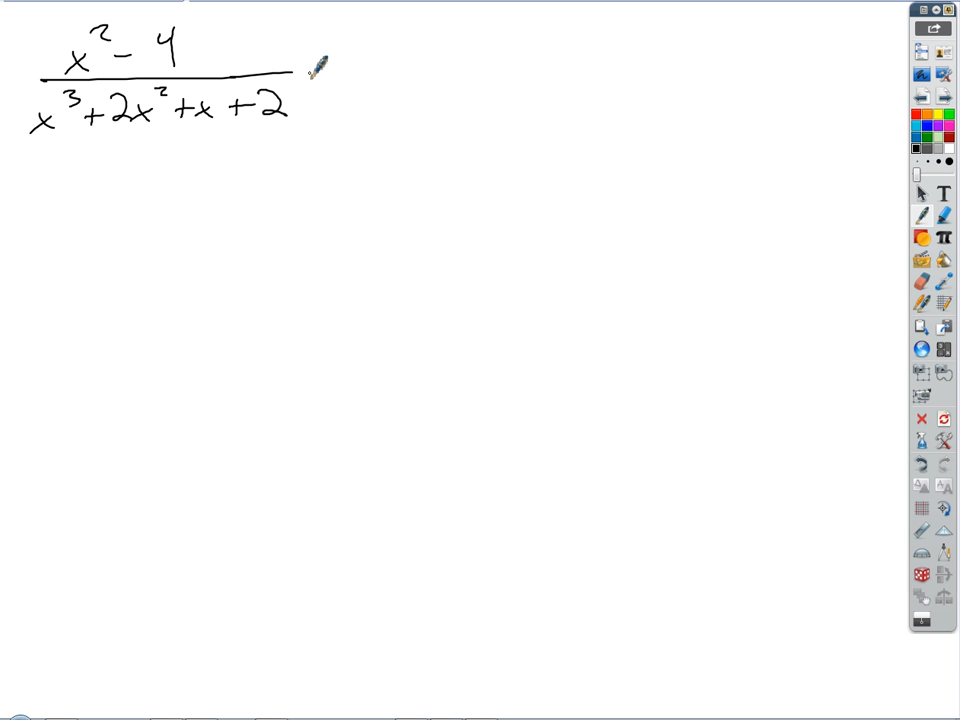 x² - 4
x³ + 2x² + x + 2
T
π